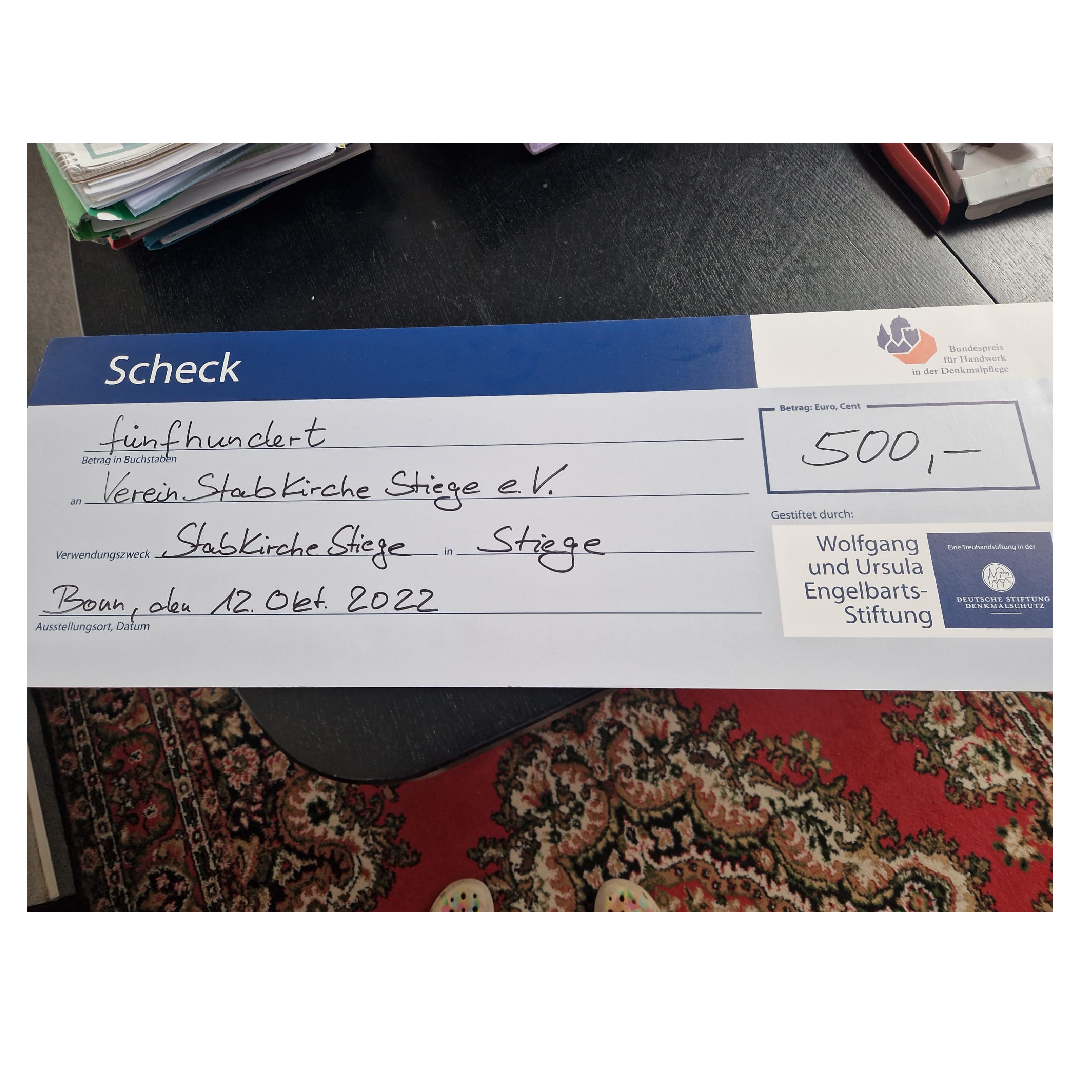 Scheck
Bundespreis
für Handwerk
in der Denkmalpflege
fünfhundert
Betrag in Buchstaben
Betrag: Euro, Cent
500,–
an Verein Stabkirche Stiege e.V.
Verwendungszweck Stabkirche Stiege in Stiege
Bonn, den 12. Okt. 2022
Ausstellungsort, Datum
Gestiftet durch:
Wolfgang
und Ursula
Engelbarts-
Stiftung
Eine Treuhandstiftung in der
DEUTSCHE STIFTUNG
DENKMALSCHUTZ